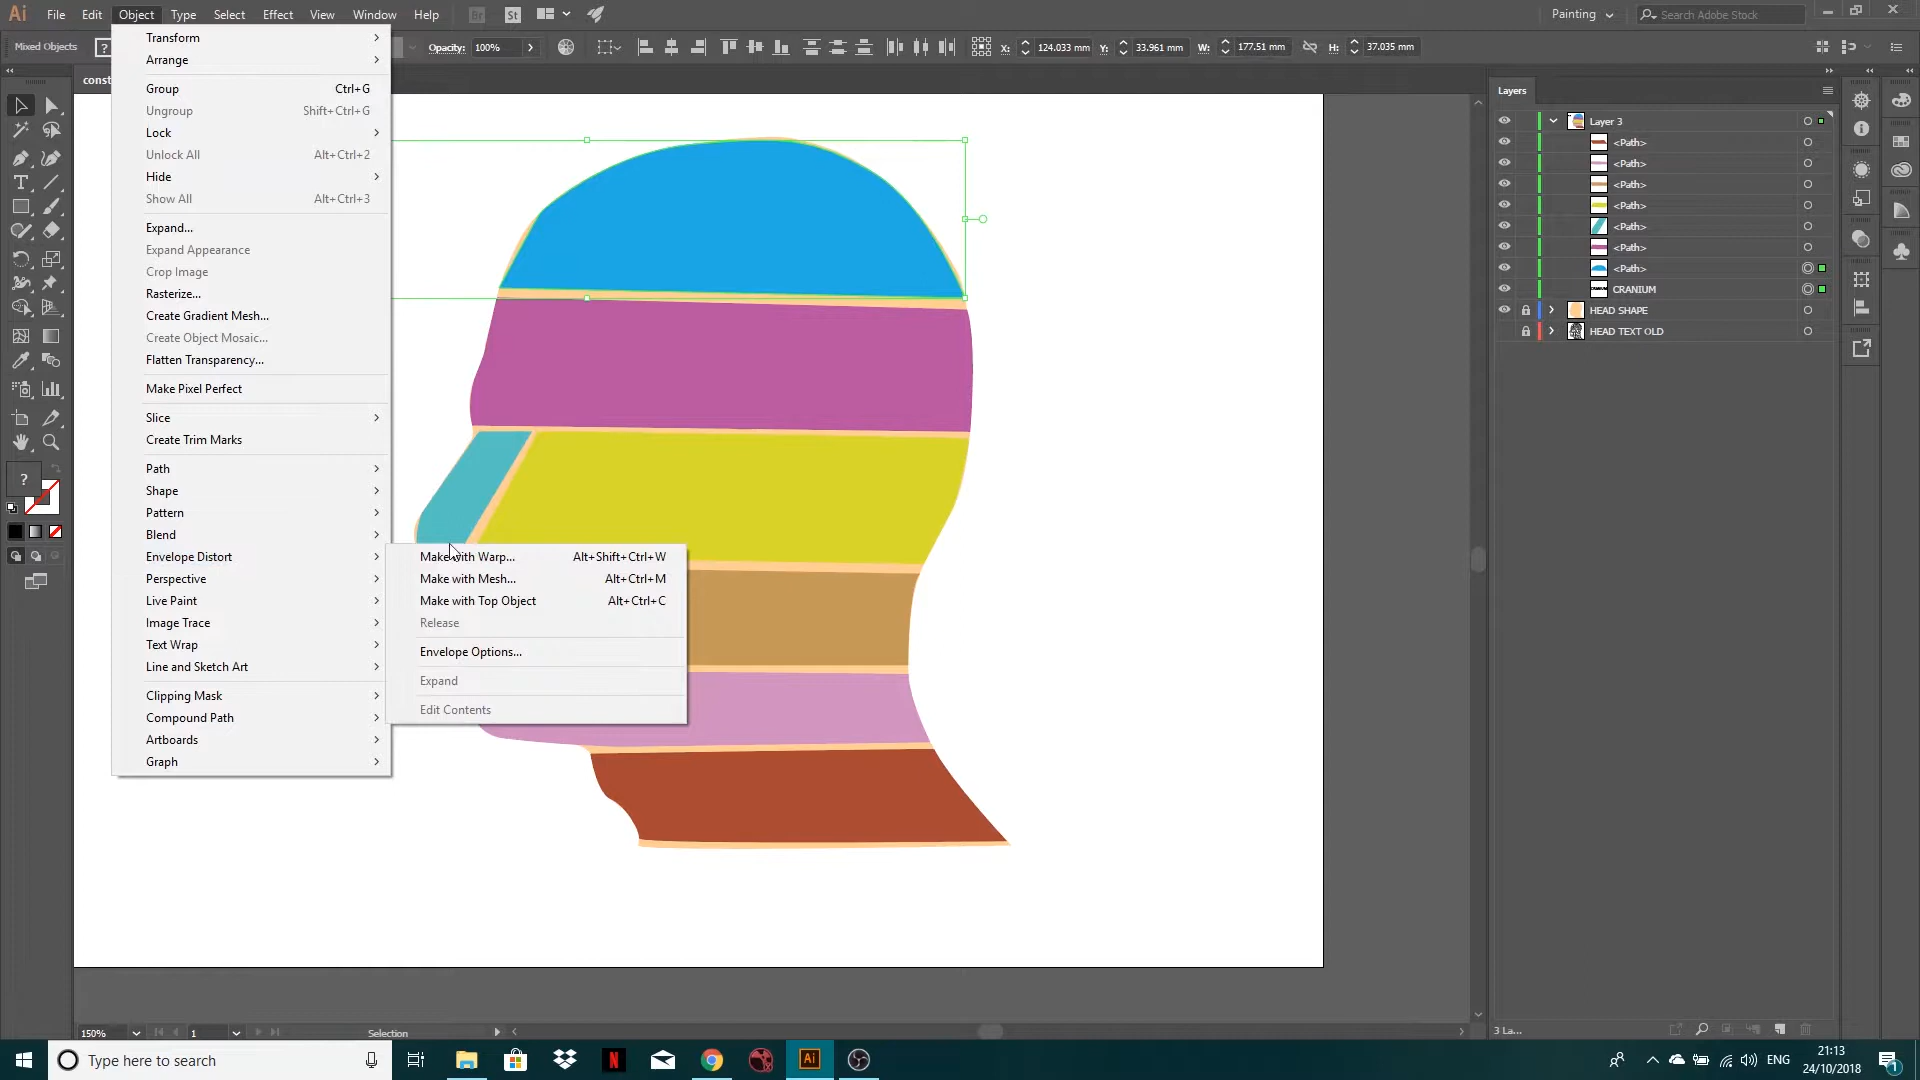 Ai File Edit Object Type Select Effect View Window Help Br St Painting Search Adobe Stock
Mixed Objects ? Opacity: 100% X: 124.033 mm Y: 33.961 mm W: 177.51 mm H: 37.035 mm
const
Transform
Arrange
Group Ctrl+G
Ungroup Shift+Ctrl+G
Lock
Unlock All Alt+Ctrl+2
Hide
Show All Alt+Ctrl+3
Expand...
Expand Appearance
Crop Image
Rasterize...
Create Gradient Mesh...
Create Object Mosaic...
Flatten Transparency...
Make Pixel Perfect
Slice
Create Trim Marks
Path
Shape
Pattern
Blend
Envelope Distort
Perspective
Live Paint
Image Trace
Text Wrap
Line and Sketch Art
Clipping Mask
Compound Path
Artboards
Graph
Make with Warp... Alt+Shift+Ctrl+W
Make with Mesh... Alt+Ctrl+M
Make with Top Object Alt+Ctrl+C
Release
Envelope Options...
Expand
Edit Contents
?
Layers
Layer 3
<Path>
<Path>
<Path>
<Path>
<Path>
<Path>
<Path>
CRANIUM
HEAD SHAPE
HEAD TEXT OLD
3 La...
150% 1 Selection
Type here to search
N
Ai
ENG
21:13
24/10/2018
1